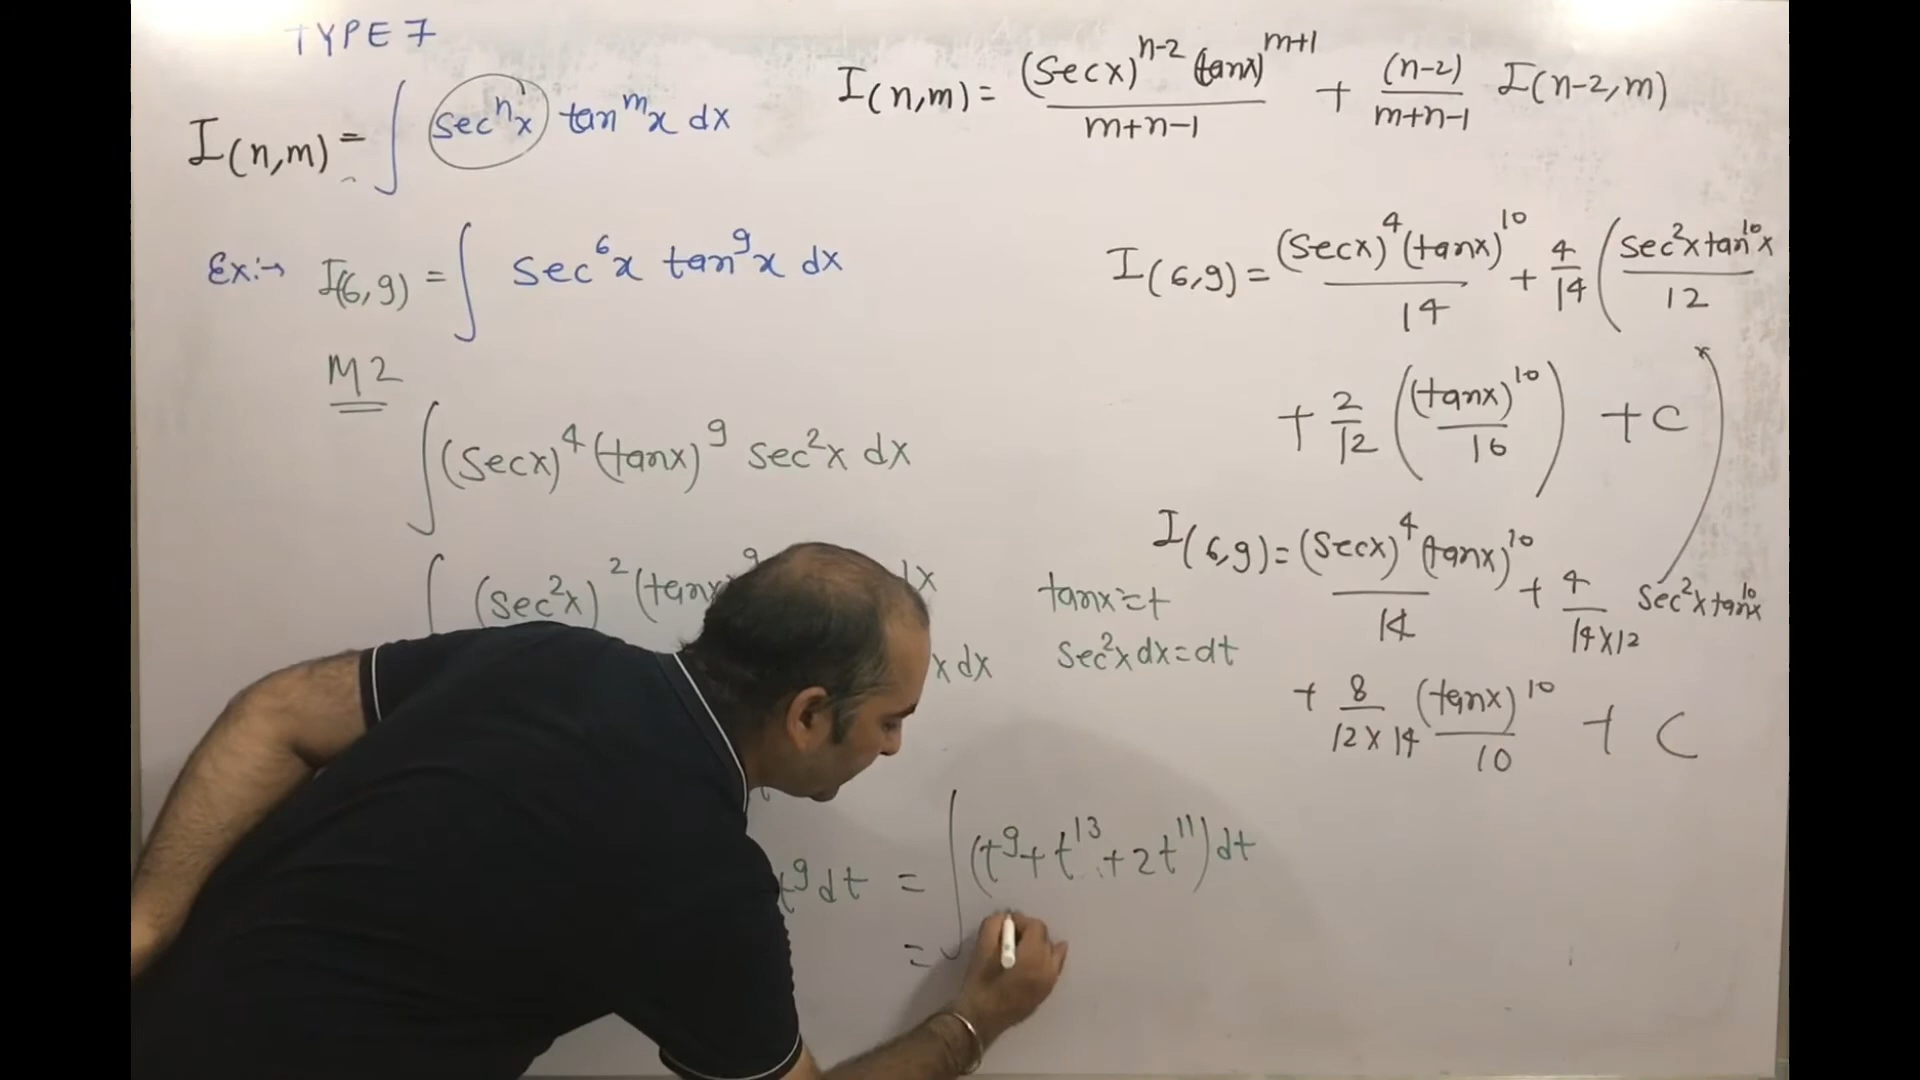 TYPE 7
I(n,m) = ∫ secⁿx tanᵐx dx
I(n,m) = (secx)ⁿ⁻² (tanx)ᵐ⁺¹ / m+n-1 + (n-2) / m+n-1 I(n-2,m)
Ex:→ I(6,9) = ∫ sec⁶x tan⁹x dx
M2
∫ (secx)⁴ (tanx)⁹ sec²x dx
∫ (sec²x)² (tanx 9 dx
x dx
tanx = t
sec²x dx = dt
t⁹ dt = ∫ (t⁹ + t¹³ + 2t¹¹) dt
=
I(6,9) = (secx)⁴ (tanx)¹⁰ / 14 + 4/14 ( sec²x tan¹⁰x / 12
+ 2/12 ( (tanx)¹⁰ / 10 ) + C
I(6,9) = (secx)⁴ (tanx)¹⁰ / 14 + 4 / 14×12 sec²x tan¹⁰x
+ 8 / 12×14 (tanx)¹⁰ / 10 + C